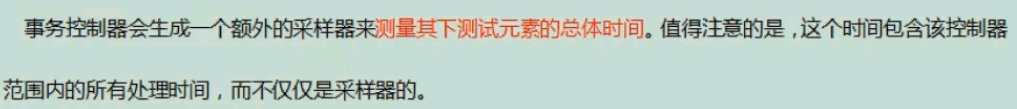 事务控制器会生成一个额外的采样器来测量其下测试元素的总体时间。值得注意的是，这个时间包含该控制器
范围内的所有处理时间，而不仅仅是采样器的。